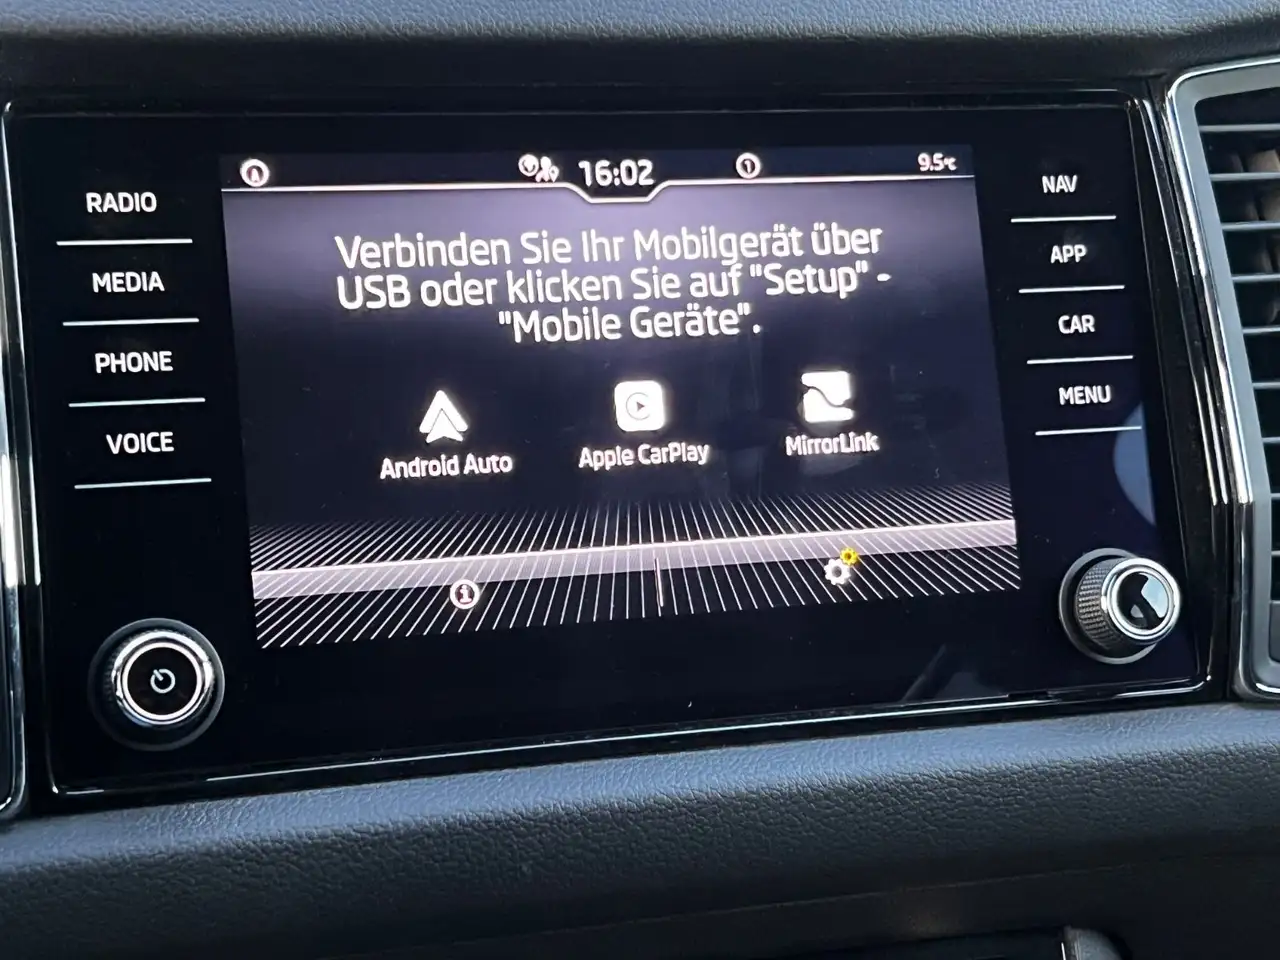 16:02
9.5°C
RADIO
MEDIA
PHONE
VOICE
Verbinden Sie Ihr Mobilgerät über
USB oder klicken Sie auf "Setup" -
"Mobile Geräte".
Android Auto
Apple CarPlay
MirrorLink
NAV
APP
CAR
MENU